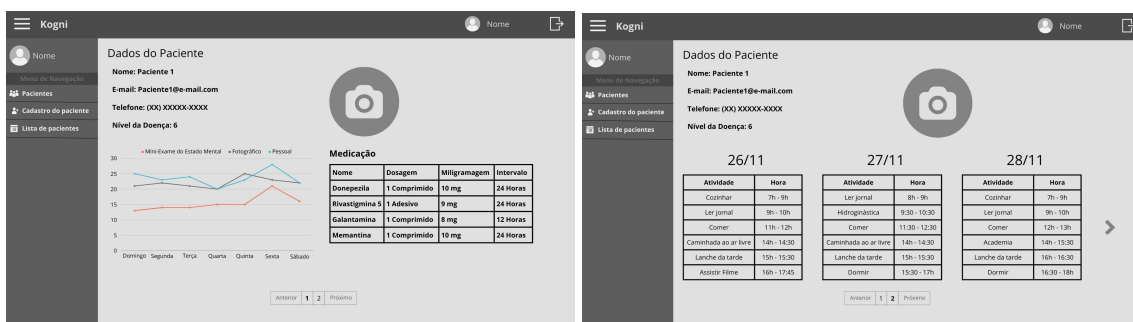 Kogni
Nome
Nome
Menu de Navegação
Pacientes
Cadastro do paciente
Lista de pacientes
Dados do Paciente
Nome: Paciente 1
E-mail: Paciente1@e-mail.com
Telefone: (XX) XXXXX-XXXX
Nível da Doença: 6
Mini-Exame do Estado Mental Fotográfico Pessoal
30
25
20
15
10
5
0
Domingo Segunda Terça Quarta Quinta Sexta Sábado
Medicação
Nome Dosagem Miligramagem Intervalo
Donepezila 1 Comprimido 10 mg 24 Horas
Rivastigmina 5 1 Adesivo 9 mg 24 Horas
Galantamina 1 Comprimido 8 mg 12 Horas
Memantina 1 Comprimido 10 mg 24 Horas
Anterior 1 2 Próximo
Kogni
Nome
Nome
Menu de Navegação
Pacientes
Cadastro do paciente
Lista de pacientes
Dados do Paciente
Nome: Paciente 1
E-mail: Paciente1@e-mail.com
Telefone: (XX) XXXXX-XXXX
Nível da Doença: 6
26/11
Atividade Hora
Cozinhar 7h - 9h
Ler jornal 9h - 10h
Comer 11h - 12h
Caminhada ao ar livre 14h - 14:30
Lanche da tarde 15h - 15:30
Assistir Filme 16h - 17:45
27/11
Atividade Hora
Ler jornal 8h - 9h
Hidroginástica 9:30 - 10:30
Comer 11:30 - 12:30
Caminhada ao ar livre 14h - 14:30
Lanche da tarde 15h - 15:30
Dormir 15:30 - 17h
28/11
Atividade Hora
Cozinhar 7h - 9h
Ler jornal 9h - 10h
Comer 12h - 13h
Academia 14h - 15:30
Lanche da tarde 16h - 16:30
Dormir 16:30 - 18h
Anterior 1 2 Próximo